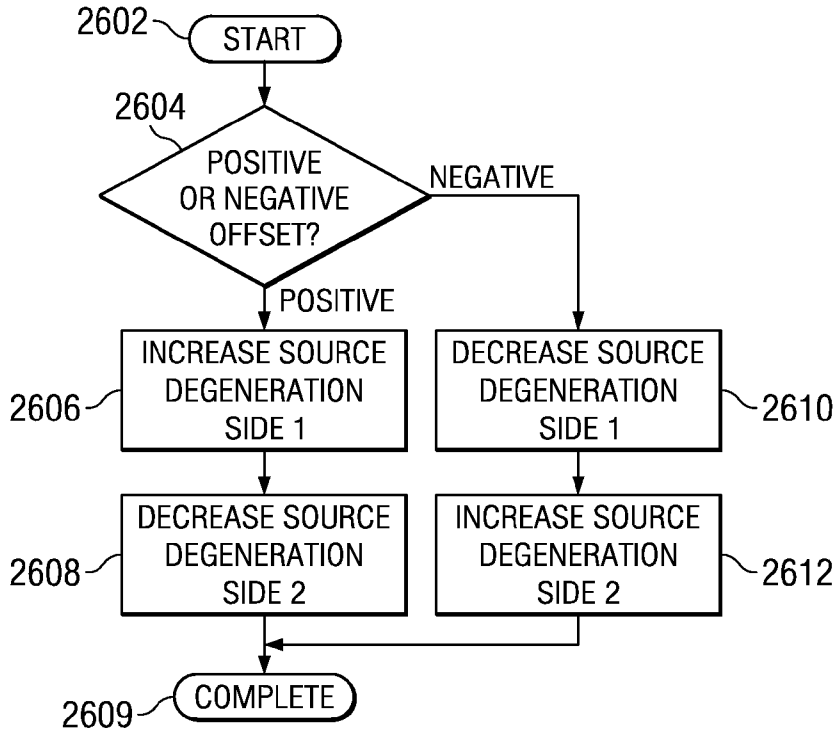 2602
START
2604
POSITIVE
OR NEGATIVE
OFFSET?
NEGATIVE
POSITIVE
2606
INCREASE SOURCE
DEGENERATION
SIDE 1
DECREASE SOURCE
DEGENERATION
SIDE 1
2610
2608
DECREASE SOURCE
DEGENERATION
SIDE 2
INCREASE SOURCE
DEGENERATION
SIDE 2
2612
2609
COMPLETE